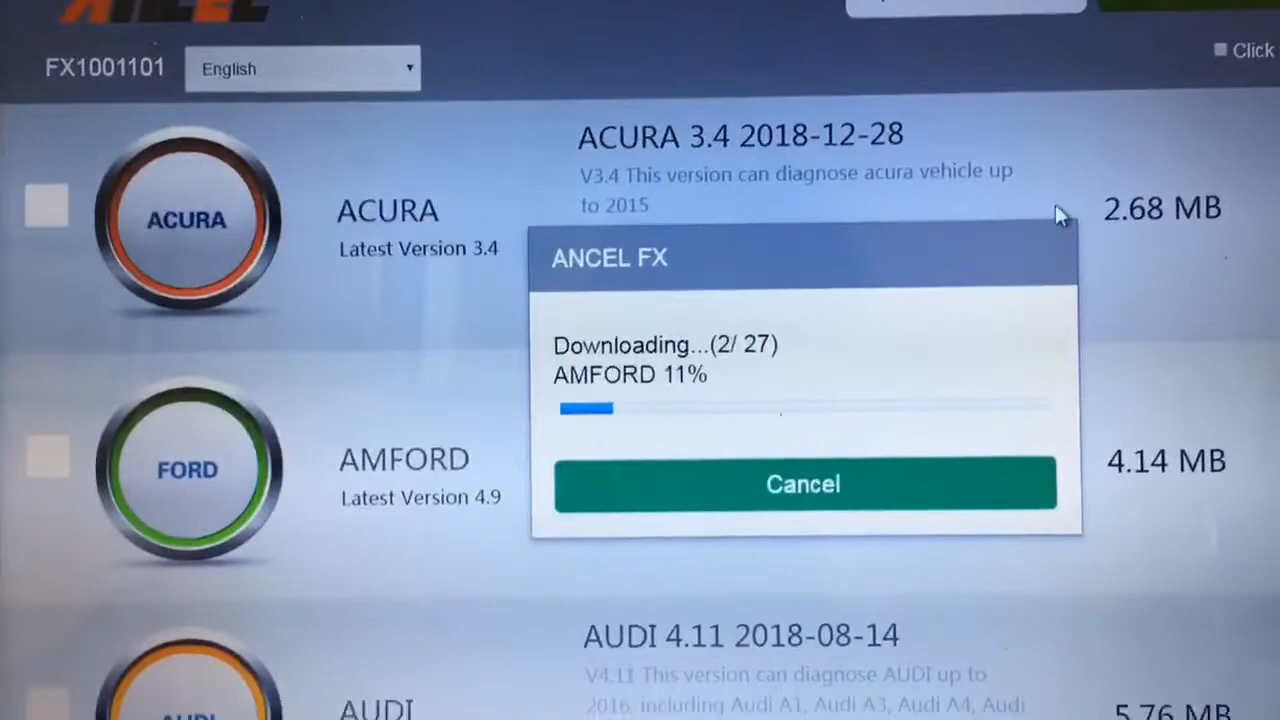 ANCEL
FX1001101
English
Click
ACURA 3.4 2018-12-28
V3.4 This version can diagnose acura vehicle up
to 2015
ACURA
ACURA
Latest Version 3.4
2.68 MB
ANCEL FX
Downloading...(2/ 27)
AMFORD 11%
Cancel
FORD
AMFORD
Latest Version 4.9
4.14 MB
AUDI 4.11 2018-08-14
V4.11 This version can diagnose AUDI up to
2016, including Audi A1, Audi A3, Audi A4, Audi
AUDI
AUDI
5.76 MB